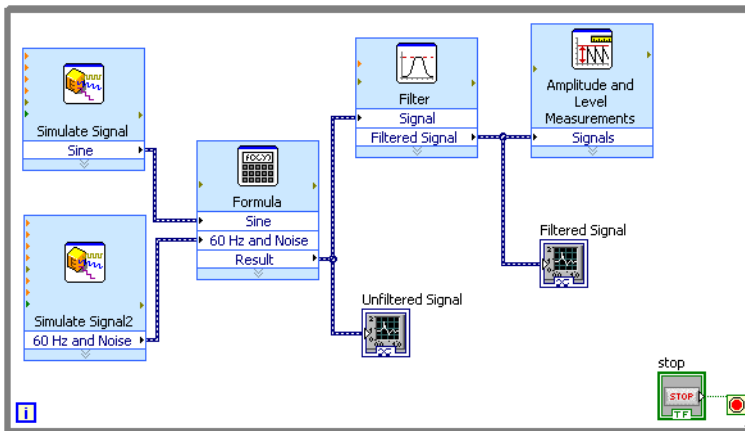 Simulate Signal
Sine
Simulate Signal2
60 Hz and Noise
f(x,y)
Formula
Sine
60 Hz and Noise
Result
Filter
Signal
Filtered Signal
Amplitude and
Level
Measurements
Signals
Unfiltered Signal
Filtered Signal
stop
STOP
TF
i